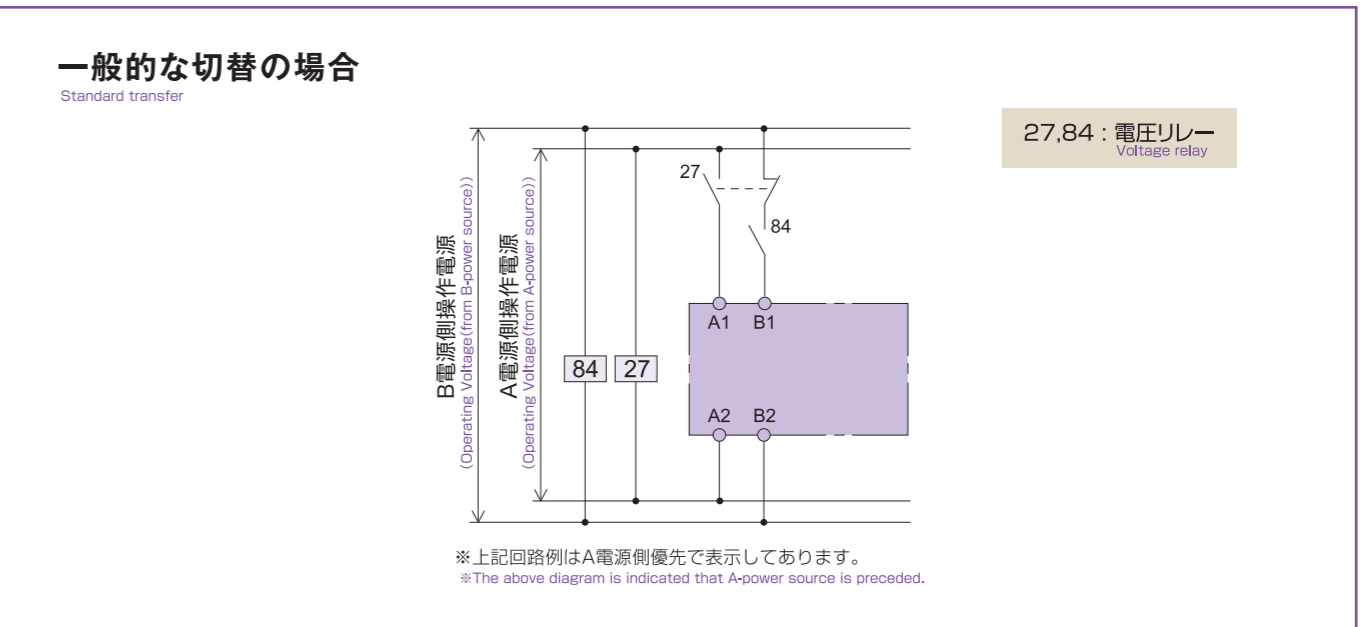 一般的な切替の場合
Standard transfer
27,84 : 電圧リレー
Voltage relay
B電源側操作電源
(Operating Voltage(from B-power source))
A電源側操作電源
(Operating Voltage(from A-power source))
27
84
84
27
A1
B1
A2
B2
※上記回路例はA電源側優先で表示してあります。
※The above diagram is indicated that A-power source is preceded.